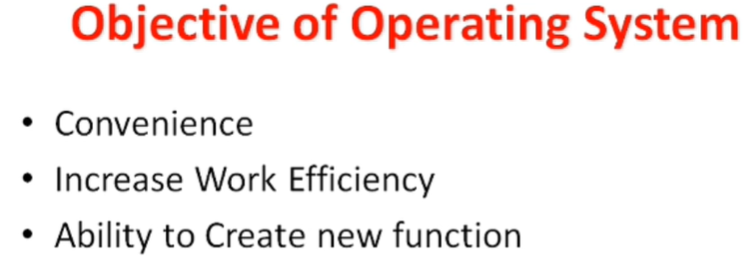 Objective of Operating System
• Convenience
• Increase Work Efficiency
• Ability to Create new function